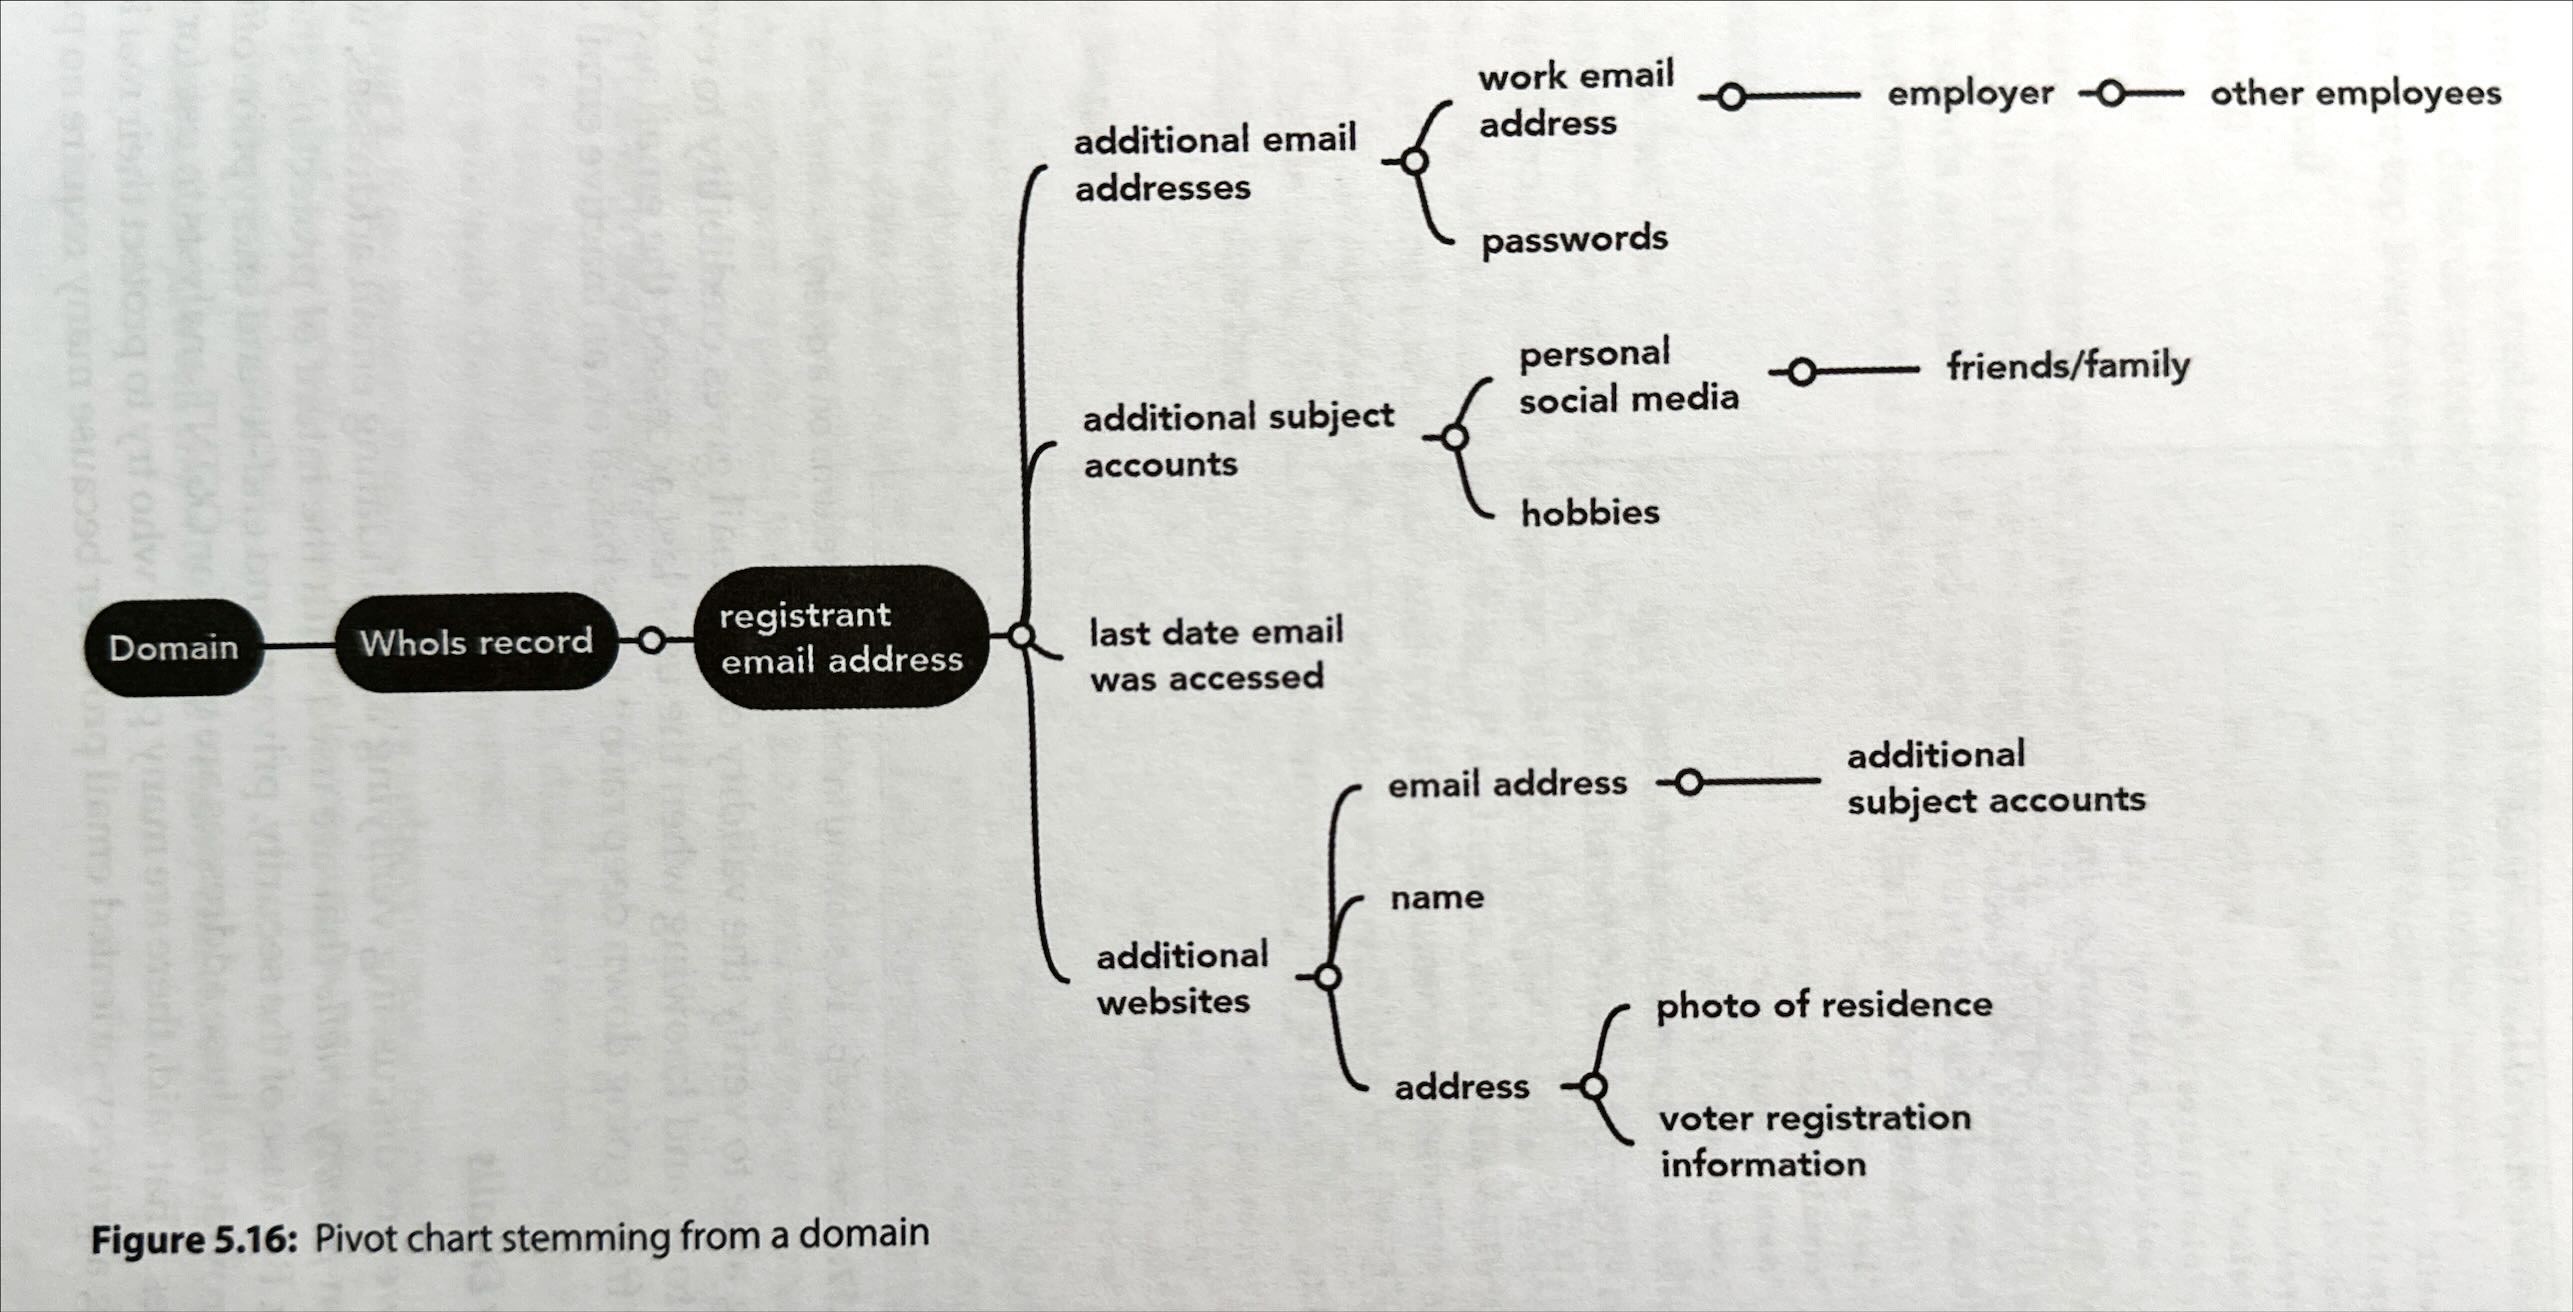 work email
address
employer
other employees
additional email
addresses
passwords
personal
social media
friends/family
additional subject
accounts
hobbies
Domain
WhoIs record
registrant
email address
last date email
was accessed
email address
additional
subject accounts
name
additional
websites
photo of residence
address
voter registration
information
Figure 5.16: Pivot chart stemming from a domain